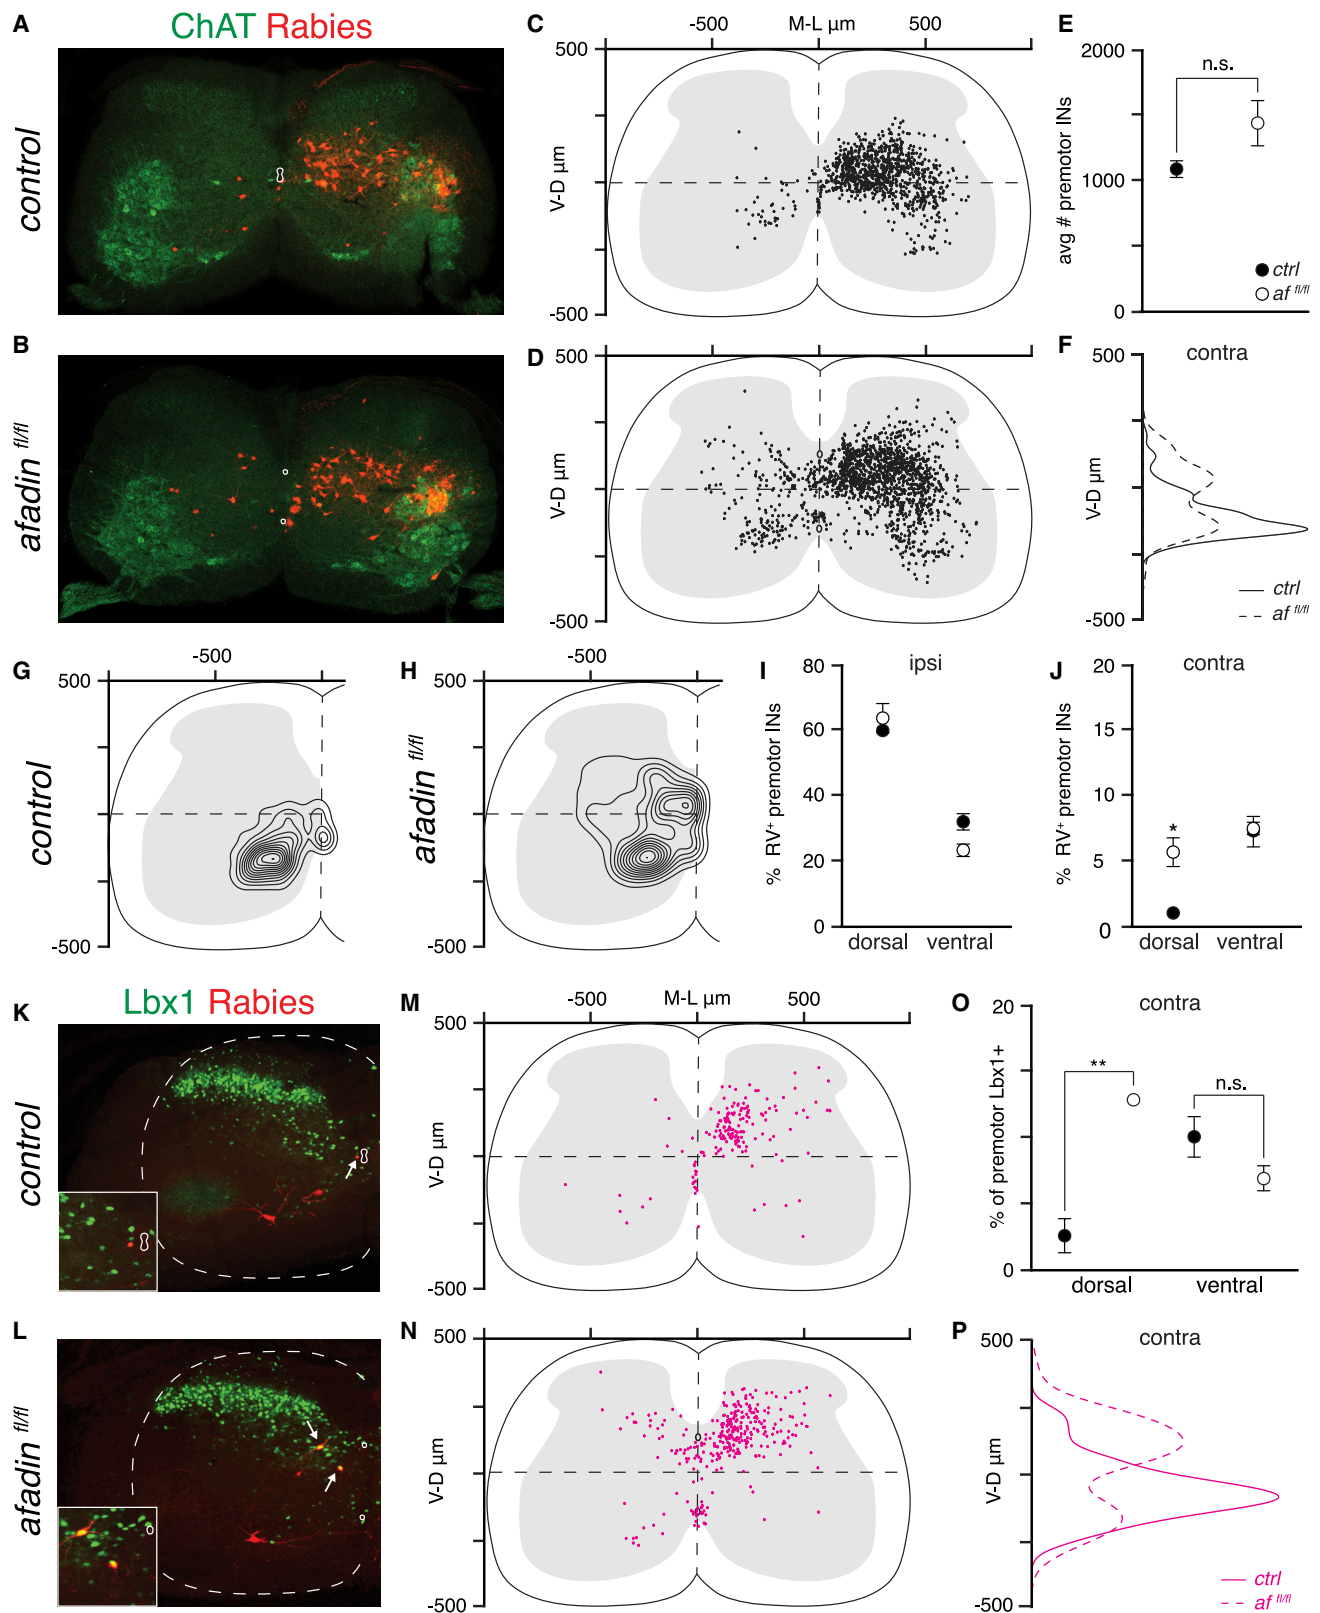 A
ChAT Rabies
control
B
afadin fl/fl
C
-500 M-L µm 500
500
V-D µm
-500
D
500
V-D µm
-500
E
2000
n.s.
avg # premotor INs
1000
ctrl
af fl/fl
0
F
contra
500
V-D µm
-500
ctrl
af fl/fl
G
-500
500
control
-500
H
-500
500
afadin fl/fl
-500
I
ipsi
80
60
40
20
0
% RV+ premotor INs
dorsal ventral
J
contra
20
15
10
5
0
% RV+ premotor INs
*
dorsal ventral
K
Lbx1 Rabies
control
L
afadin fl/fl
M
-500 M-L µm 500
500
V-D µm
-500
N
500
V-D µm
-500
O
contra
20
**
n.s.
10
% of premotor Lbx1+
0
dorsal ventral
P
contra
500
V-D µm
-500
ctrl
af fl/fl